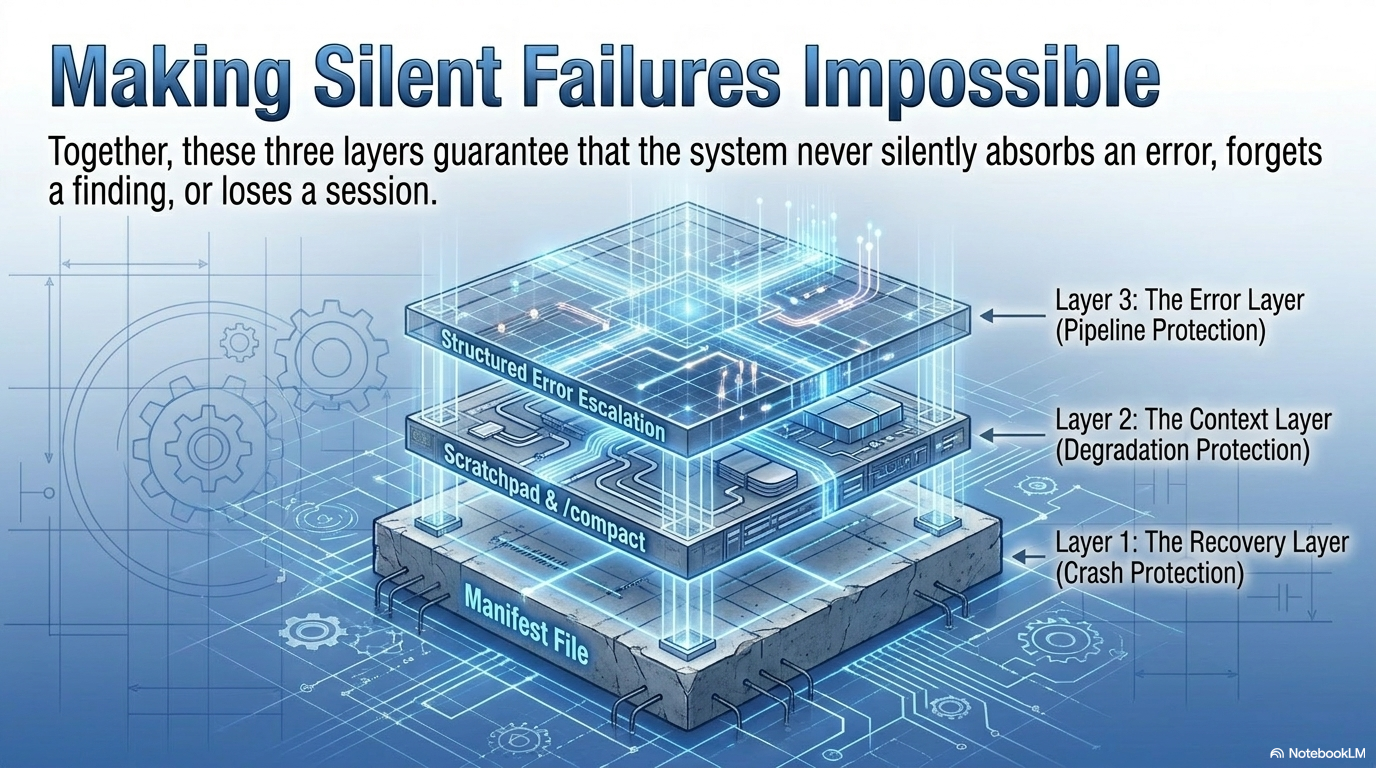 Making Silent Failures Impossible
Together, these three layers guarantee that the system never silently absorbs an error, forgets
a finding, or loses a session.
Structured Error Escalation
Layer 3: The Error Layer
(Pipeline Protection)
Scratchpad & /compact
Layer 2: The Context Layer
(Degradation Protection)
Manifest File
Layer 1: The Recovery Layer
(Crash Protection)
NotebookLM